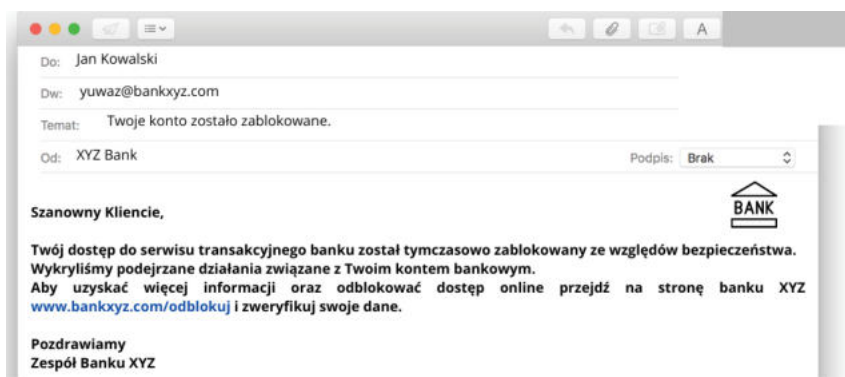 A
Do: Jan Kowalski
Dw: yuwaz@bankxyz.com
Temat: Twoje konto zostało zablokowane.
Od: XYZ Bank Podpis: Brak
BANK
Szanowny Kliencie,
Twój dostęp do serwisu transakcyjnego banku został tymczasowo zablokowany ze względów bezpieczeństwa.
Wykryliśmy podejrzane działania związane z Twoim kontem bankowym.
Aby uzyskać więcej informacji oraz odblokować dostęp online przejdź na stronę banku XYZ
www.bankxyz.com/odblokuj i zweryfikuj swoje dane.
Pozdrawiamy
Zespół Banku XYZ